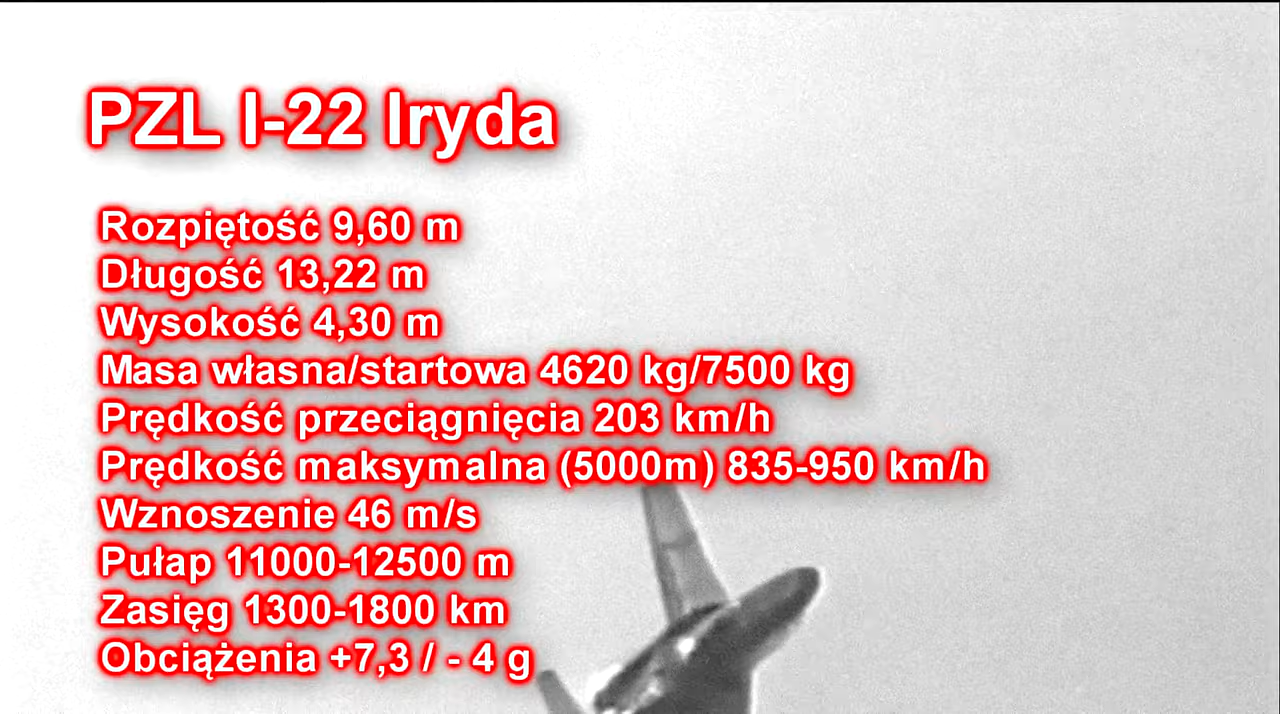 PZL I-22 Iryda
Rozpiętość 9,60 m
Długość 13,22 m
Wysokość 4,30 m
Masa własna/startowa 4620 kg/7500 kg
Prędkość przeciągnięcia 203 km/h
Prędkość maksymalna (5000m) 835-950 km/h
Wznoszenie 46 m/s
Pułap 11000-12500 m
Zasięg 1300-1800 km
Obciążenia +7,3 / - 4 g